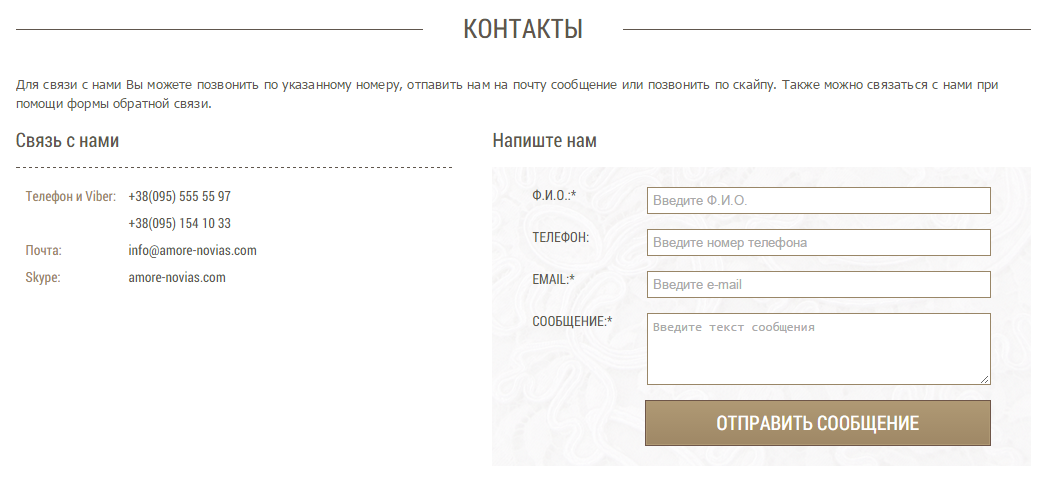 КОНТАКТЫ
Для связи с нами Вы можете позвонить по указанному номеру, отпавить нам на почту сообщение или позвонить по скайпу. Также можно связаться с нами при
помощи формы обратной связи.
Связь с нами
Телефон и Viber: +38(095) 555 55 97
+38(095) 154 10 33
Почта: info@amore-novias.com
Skype: amore-novias.com
Напиште нам
Ф.И.О.:* Введите Ф.И.О.
ТЕЛЕФОН: Введите номер телефона
EMAIL:* Введите e-mail
СООБЩЕНИЕ:* Введите текст сообщения
ОТПРАВИТЬ СООБЩЕНИЕ